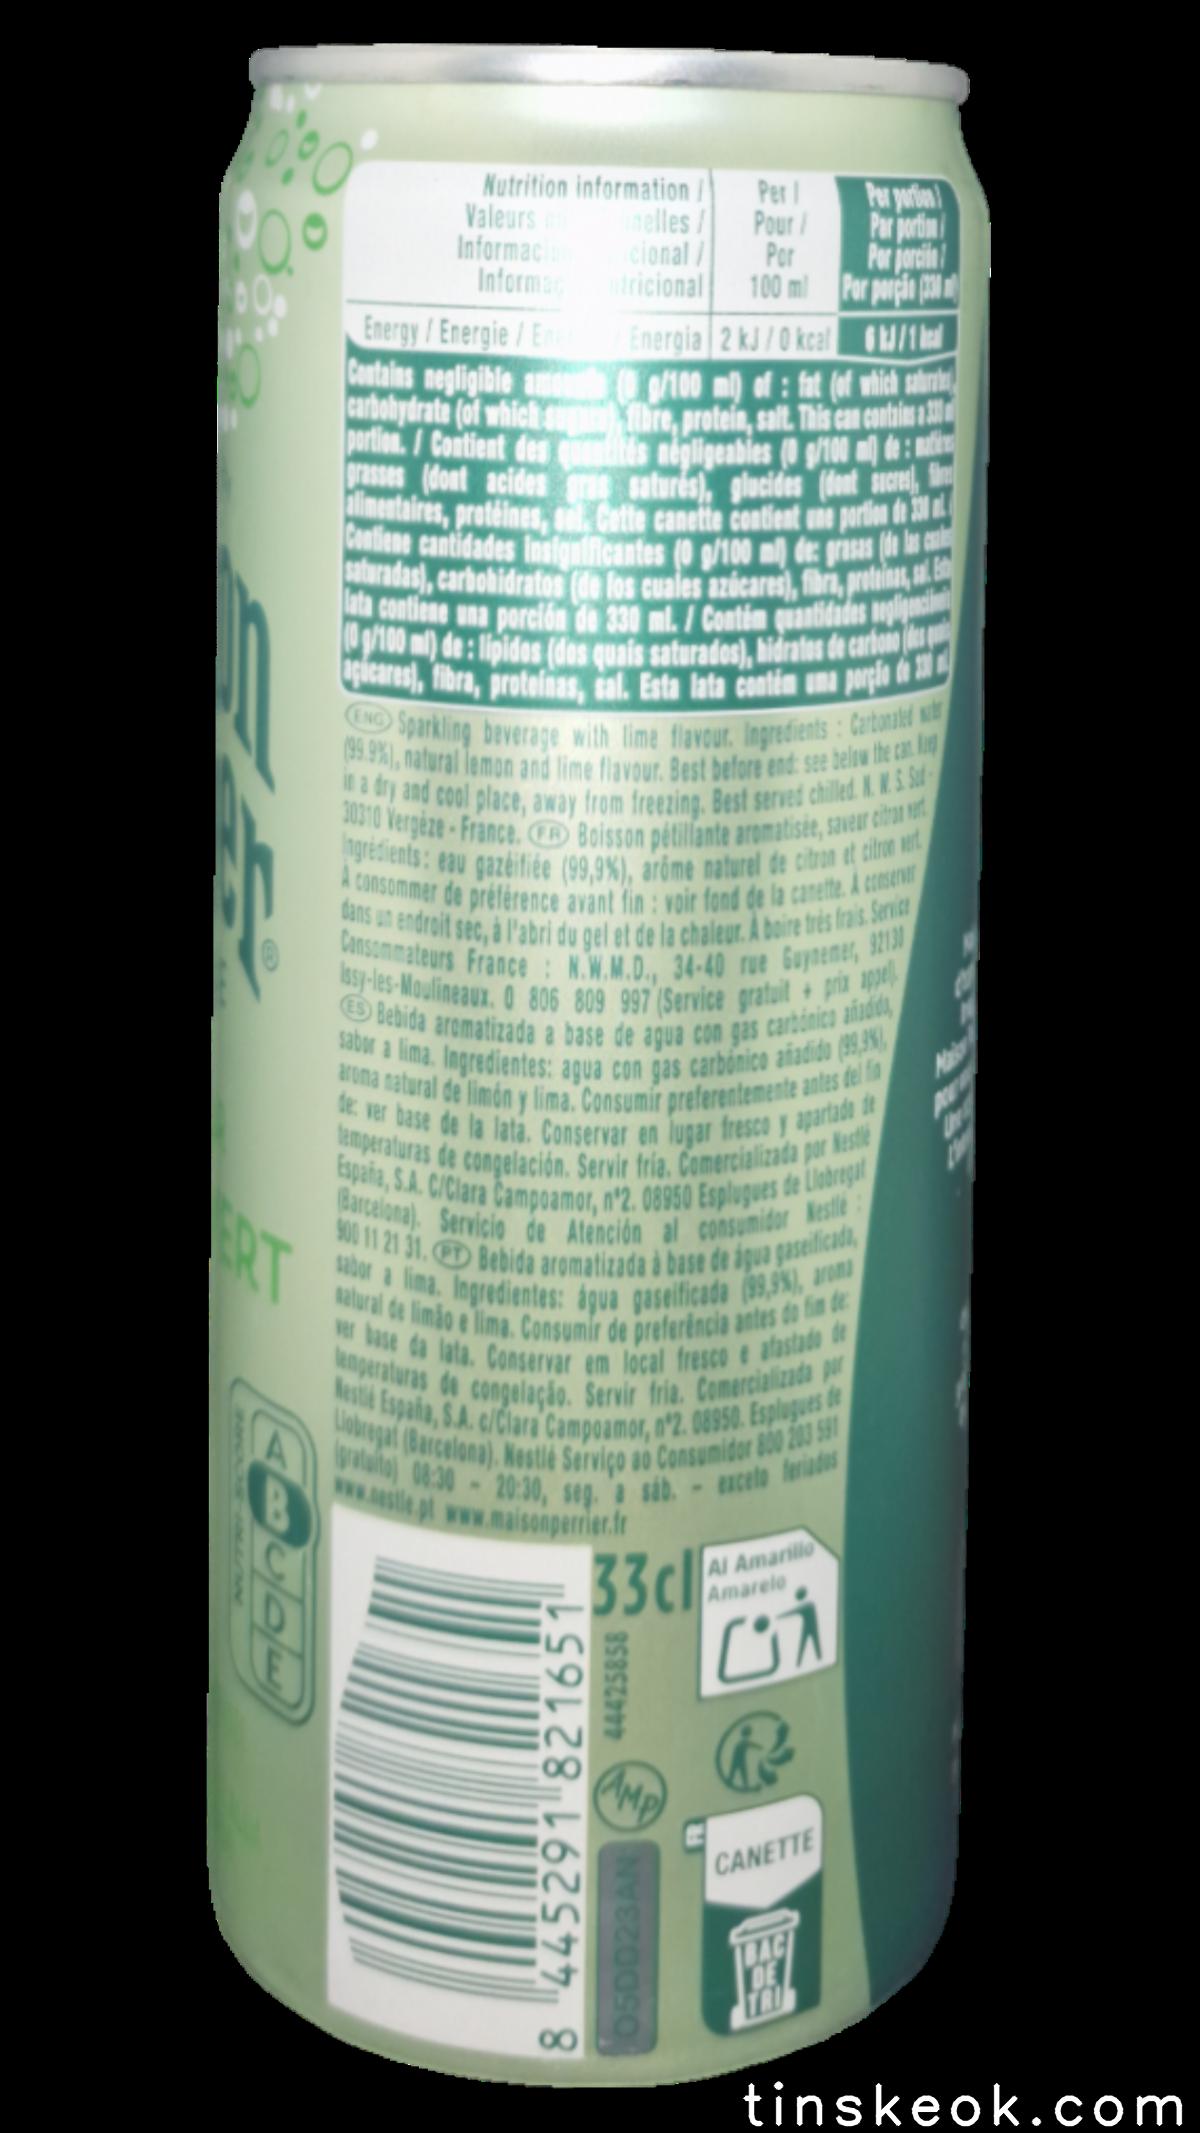 Nutrition information /
Valeurs nelles /
cional /
nutricional
Per /
Pour /
Por
100 ml
Per portion /
Par portion /
Por porción /
Por porção (330 ml)
Energy / Energie / Energia
2 kJ / 0 kcal
6 kJ / 1 kcal
Contains negligible amounts (0 g/100 ml) of : fat (of which saturated),
carbohydrate (of which sugars), fibre, protein, salt. This can contains a 330 ml
portion. / Contient des quantités négligeables (0 g/100 ml) de : matières
grasses (dont acides gras saturés), glucides (dont sucres), fibres
alimentaires, protéines, sel. Cette canette contient une portion de 330 ml. /
Contiene cantidades insignificantes (0 g/100 ml) de: grasas (de las cuales
saturadas), carbohidratos (de los cuales azúcares), fibra, proteínas, sal. Esta
lata contiene una porción de 330 ml. / Contém quantidades negligenciáveis
(0 g/100 ml) de : lípidos (dos quais saturados), hidratos de carbono (dos quais
açúcares), fibra, proteínas, sal. Esta lata contém uma porção de 330 ml.
ENG Sparkling beverage with lime flavour. Ingredients : Carbonated water
(99.9%), natural lemon and lime flavour. Best before end: see below the can. Keep
in a dry and cool place, away from freezing. Best served chilled. N. W. S. Sud -
30310 Vergèze - France. FR Boisson pétillante aromatisée, saveur citron vert.
Ingrédients : eau gazéifiée (99,9%), arôme naturel de citron et citron vert.
À consommer de préférence avant fin : voir fond de la canette. À conserver
dans un endroit sec, à l'abri du gel et de la chaleur. À boire très frais. Service
Consommateurs France : N.W.M.D., 34-40 rue Guynemer, 92130
Issy-les-Moulineaux. 0 806 809 997 (Service gratuit + prix appel).
ES Bebida aromatizada a base de agua con gas carbónico añadido,
sabor a lima. Ingredientes: agua con gas carbónico añadido (99,9%),
aroma natural de limón y lima. Consumir preferentemente antes del fin
de: ver base de la lata. Conservar en lugar fresco y apartado de
temperaturas de congelación. Servir fría. Comercializada por Nestlé
España, S.A. C/Clara Campoamor, nº2. 08950 Esplugues de Llobregat
(Barcelona). Servicio de Atención al consumidor Nestlé :
900 11 21 31. PT Bebida aromatizada à base de água gaseificada,
sabor a lima. Ingredientes: água gaseificada (99,9%), aroma
natural de limão e lima. Consumir de preferência antes do fim de:
ver base da lata. Conservar em local fresco e afastado de
temperaturas de congelação. Servir fria. Comercializada por
Nestlé España, S.A. c/Clara Campoamor, nº2. 08950. Esplugues de
Llobregat (Barcelona). Nestlé Serviço ao Consumidor 800 203 591
(gratuito) 08:30 - 20:30, seg. a sáb. - exceto feriados
www.nestle.pt www.maisonperrier.fr
on
er®
ERT
NUTRI-SCORE
A
B
C
D
E
8 445291 821651
33cl
44425858
AMP
05DD23AN
Al Amarillo
Amarelo
R
CANETTE
BAC
DE
TRI
Maison
tinskeok.com